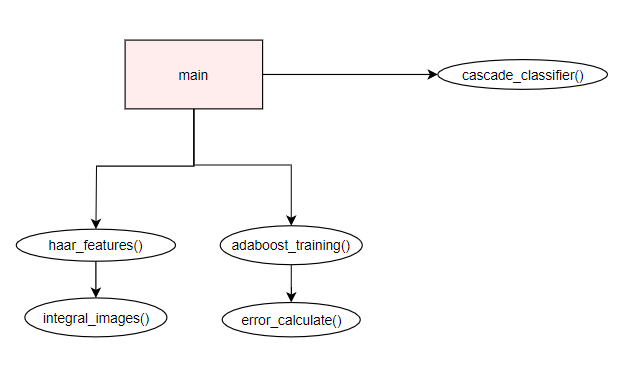 main
cascade_classifier()
haar_features()
adaboost_training()
integral_images()
error_calculate()